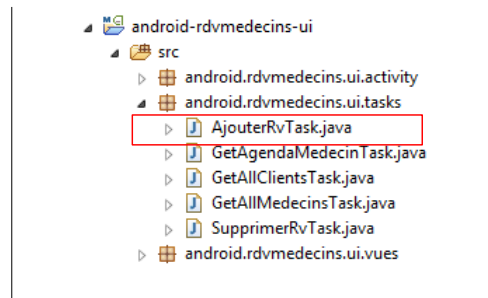 android-rdvmedecins-ui
src
android.rdvmedecins.ui.activity
android.rdvmedecins.ui.tasks
AjouterRvTask.java
GetAgendaMedecinTask.java
GetAllClientsTask.java
GetAllMedecinsTask.java
SupprimerRvTask.java
android.rdvmedecins.ui.vues